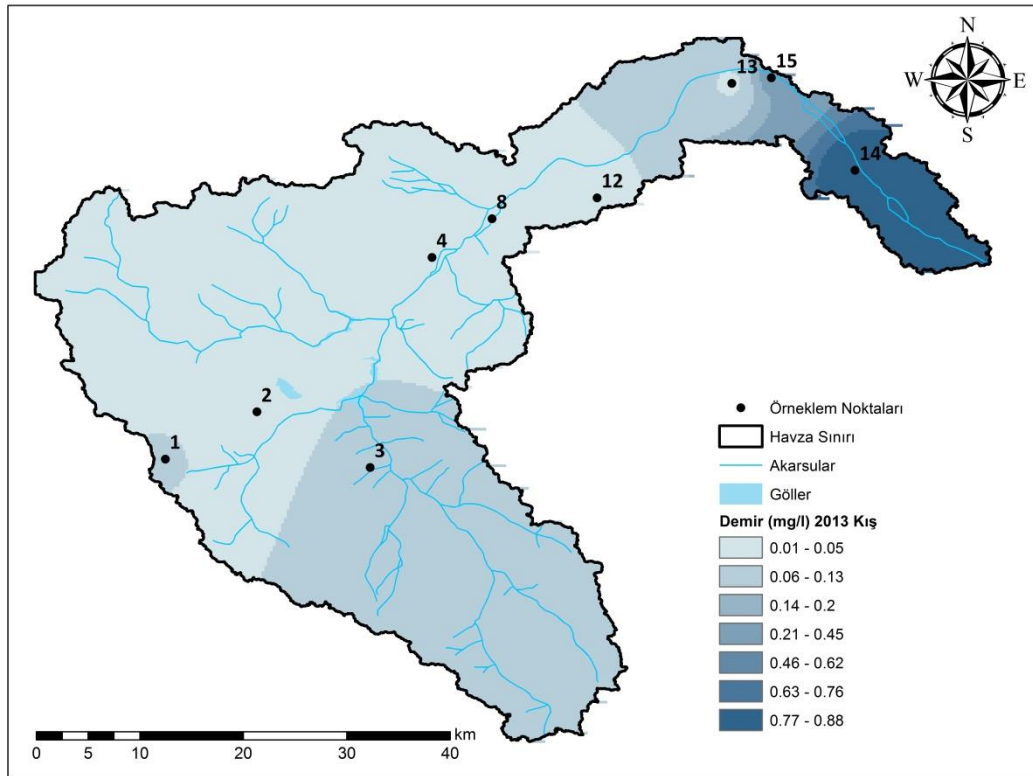 N
W E
S
13
15
14
12
8
4
2
1
3
Örneklem Noktaları
Havza Sınırı
Akarsular
Göller
Demir (mg/l) 2013 Kış
0.01 - 0.05
0.06 - 0.13
0.14 - 0.2
0.21 - 0.45
0.46 - 0.62
0.63 - 0.76
0.77 - 0.88
km
0 5 10 20 30 40